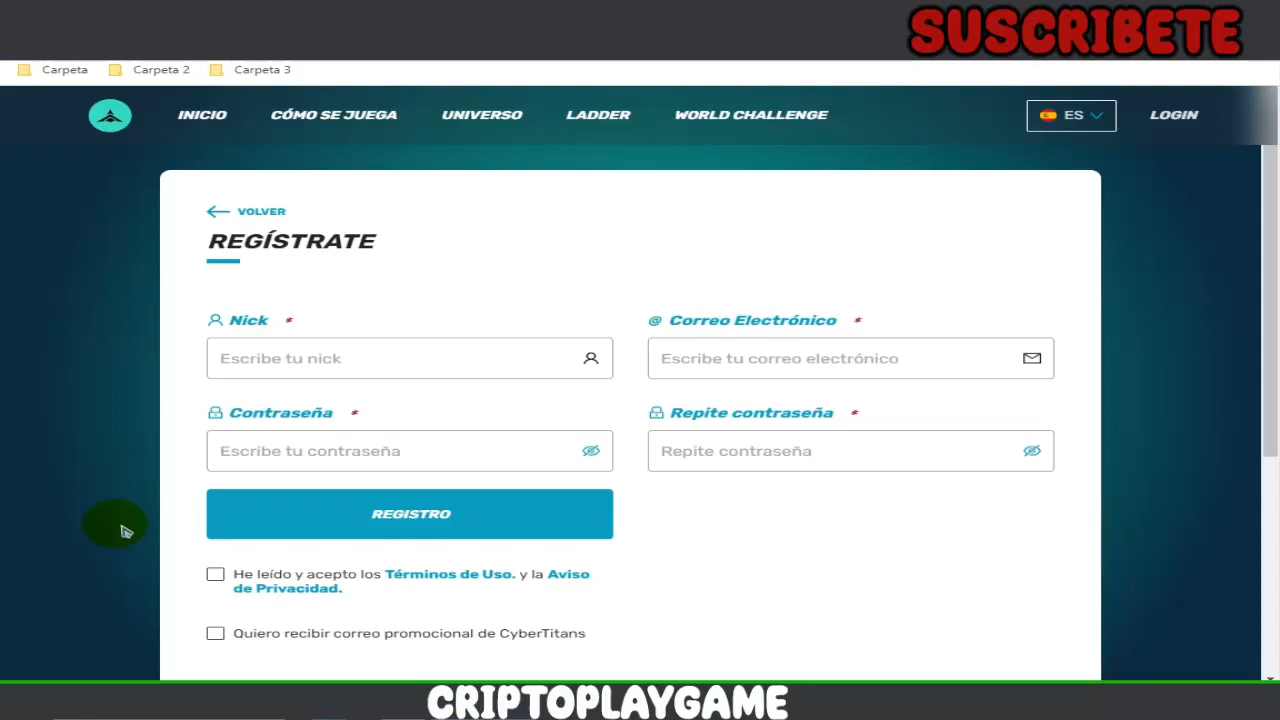 SUSCRIBETE
Carpeta Carpeta 2 Carpeta 3
INICIO CÓMO SE JUEGA UNIVERSO LADDER WORLD CHALLENGE ES LOGIN
VOLVER
REGÍSTRATE
Nick * @ Correo Electrónico *
Escribe tu nick Escribe tu correo electrónico
Contraseña * Repite contraseña *
Escribe tu contraseña Repite contraseña
REGISTRO
He leído y acepto los Términos de Uso. y la Aviso
de Privacidad.
Quiero recibir correo promocional de CyberTitans
CRIPTOPLAYGAME